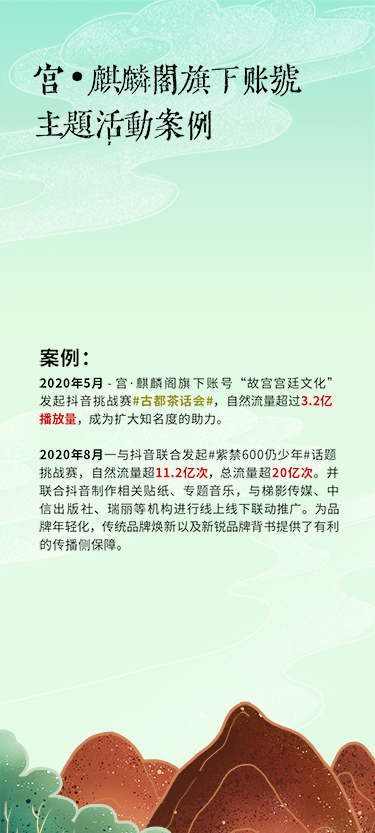 宫·麒麟閣旗下账號
主題活動案例
案例：
2020年5月 - 宫·麒麟阁旗下账号“故宫宫廷文化”
发起抖音挑战赛#古都茶话会#，自然流量超过3.2亿
播放量，成为扩大知名度的助力。
2020年8月—与抖音联合发起#紫禁600仍少年#话题
挑战赛，自然流量超11.2亿次，总流量超20亿次。并
联合抖音制作相关贴纸、专题音乐，与梯影传媒、中
信出版社、瑞丽等机构进行线上线下联动推广。为品
牌年轻化，传统品牌焕新以及新锐品牌背书提供了有利
的传播侧保障。